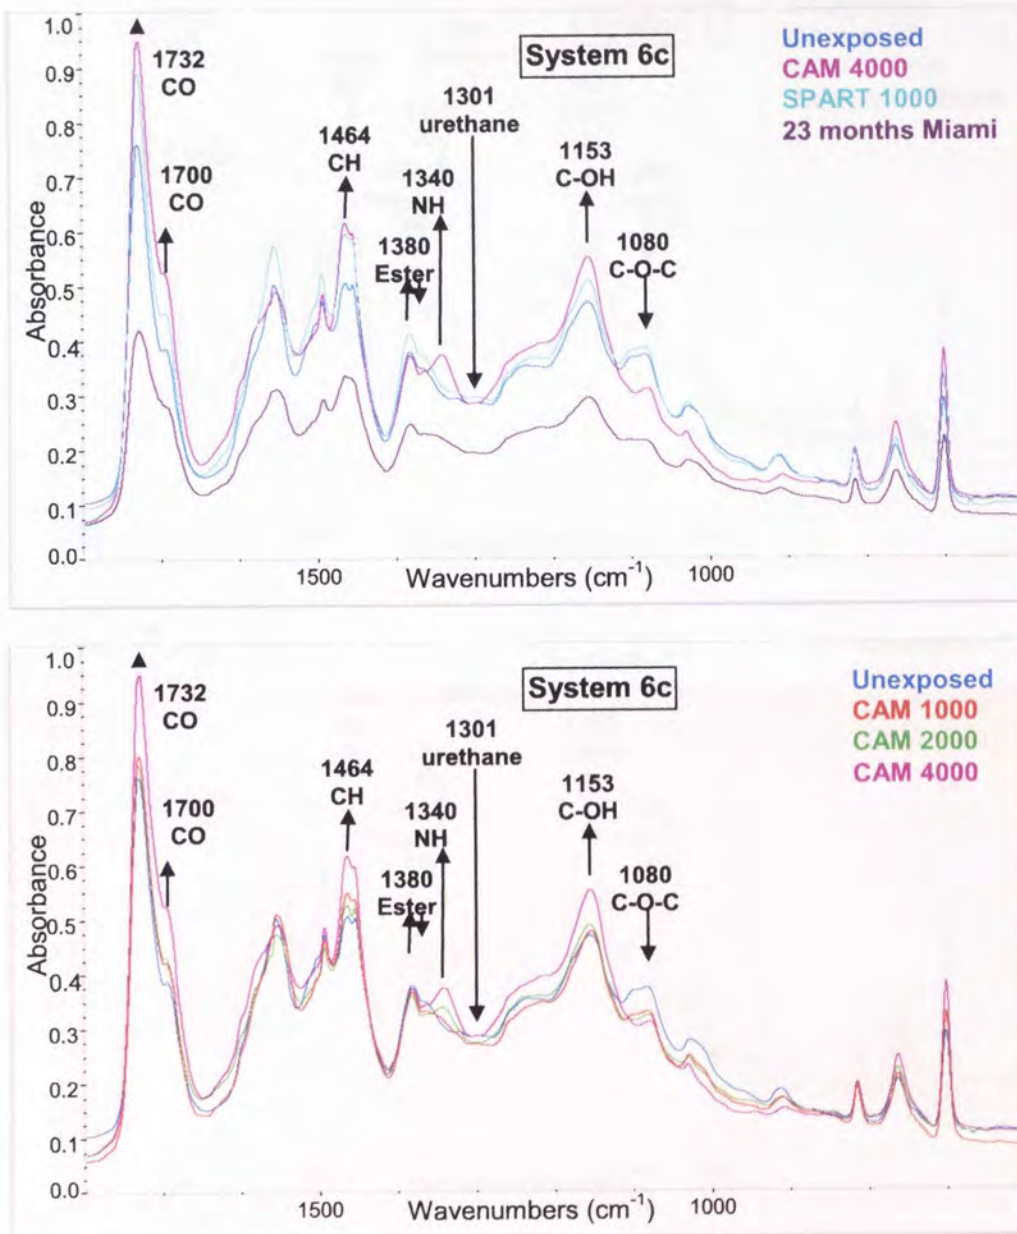 System 6c
Unexposed
CAM 4000
SPART 1000
23 months Miami
1732
CO
1700
CO
1464
CH
1380
Ester
1340
NH
1301
urethane
1153
C-OH
1080
C-O-C
Absorbance
1.0
0.9
0.8
0.7
0.6
0.5
0.4
0.3
0.2
0.1
0.0
1500
Wavenumbers (cm⁻¹)
1000
System 6c
Unexposed
CAM 1000
CAM 2000
CAM 4000
1732
CO
1700
CO
1464
CH
1380
Ester
1340
NH
1301
urethane
1153
C-OH
1080
C-O-C
Absorbance
1.0
0.9
0.8
0.7
0.6
0.5
0.4
0.3
0.2
0.1
0.0
1500
Wavenumbers (cm⁻¹)
1000